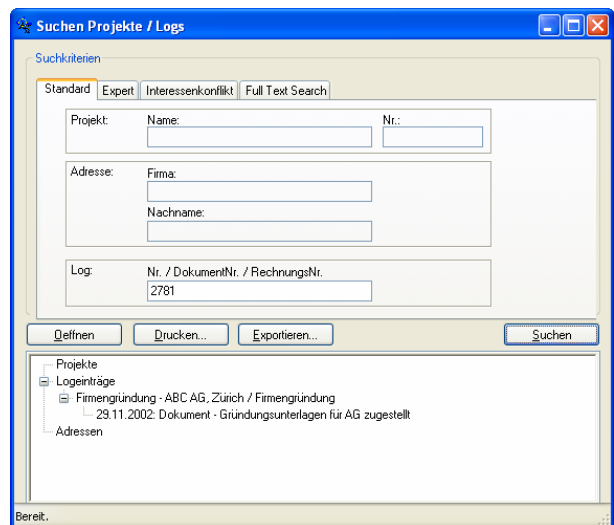 Suchen Projekte / Logs
Suchkriterien
Standard Expert Interessenkonflikt Full Text Search
Projekt: Name: Nr.:
Adresse: Firma:
Nachname:
Log: Nr. / DokumentNr. / RechnungsNr.
2781
Oeffnen Drucken... Exportieren... Suchen
Projekte
Logeinträge
Firmengründung - ABC AG, Zürich / Firmengründung
29.11.2002: Dokument - Gründungsunterlagen für AG zugestellt
Adressen
Bereit.